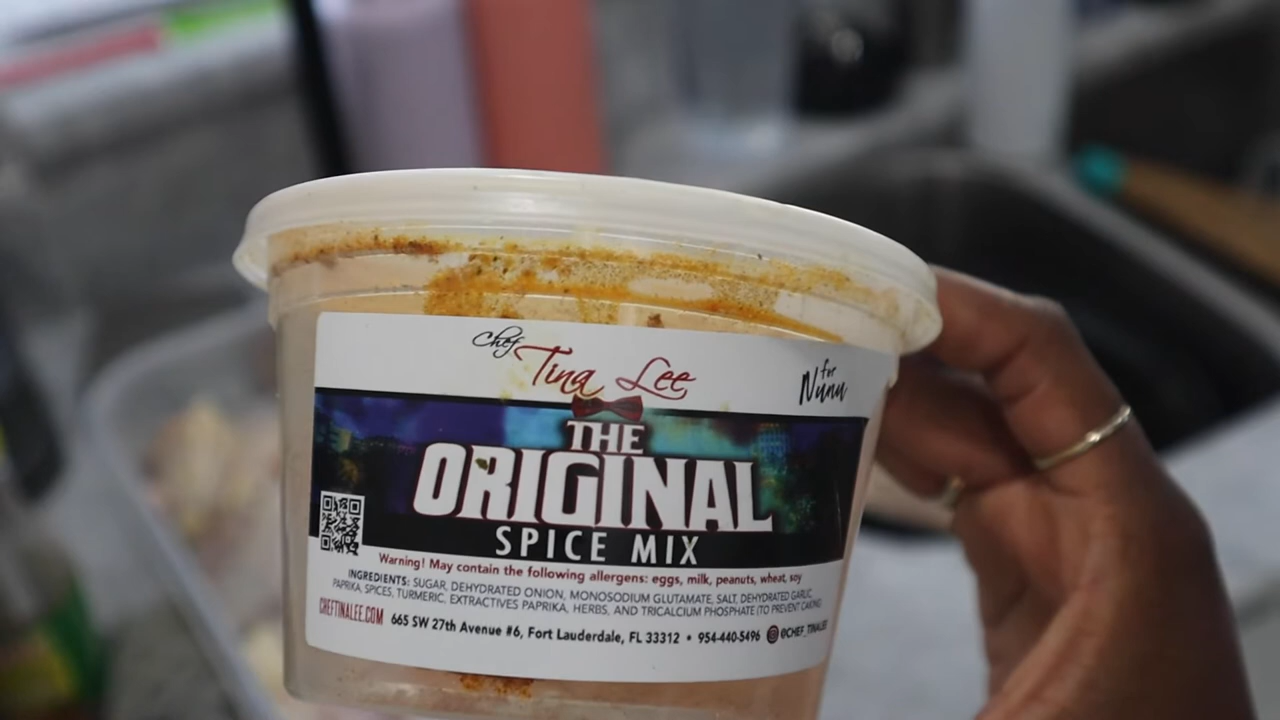 Chef
Tina Lee
for
Nunu
THE
ORIGINAL
SPICE MIX
Warning! May contain the following allergens: eggs, milk, peanuts, wheat, soy
INGREDIENTS: SUGAR, DEHYDRATED ONION, MONOSODIUM GLUTAMATE, SALT, DEHYDRATED GARLIC,
PAPRIKA, SPICES, TURMERIC, EXTRACTIVES PAPRIKA, HERBS, AND TRICALCIUM PHOSPHATE (TO PREVENT CAKING)
CHEFTINALEE.COM 665 SW 27th Avenue #6, Fort Lauderdale, FL 33312 • 954-440-5496 @CHEF_TINALEE